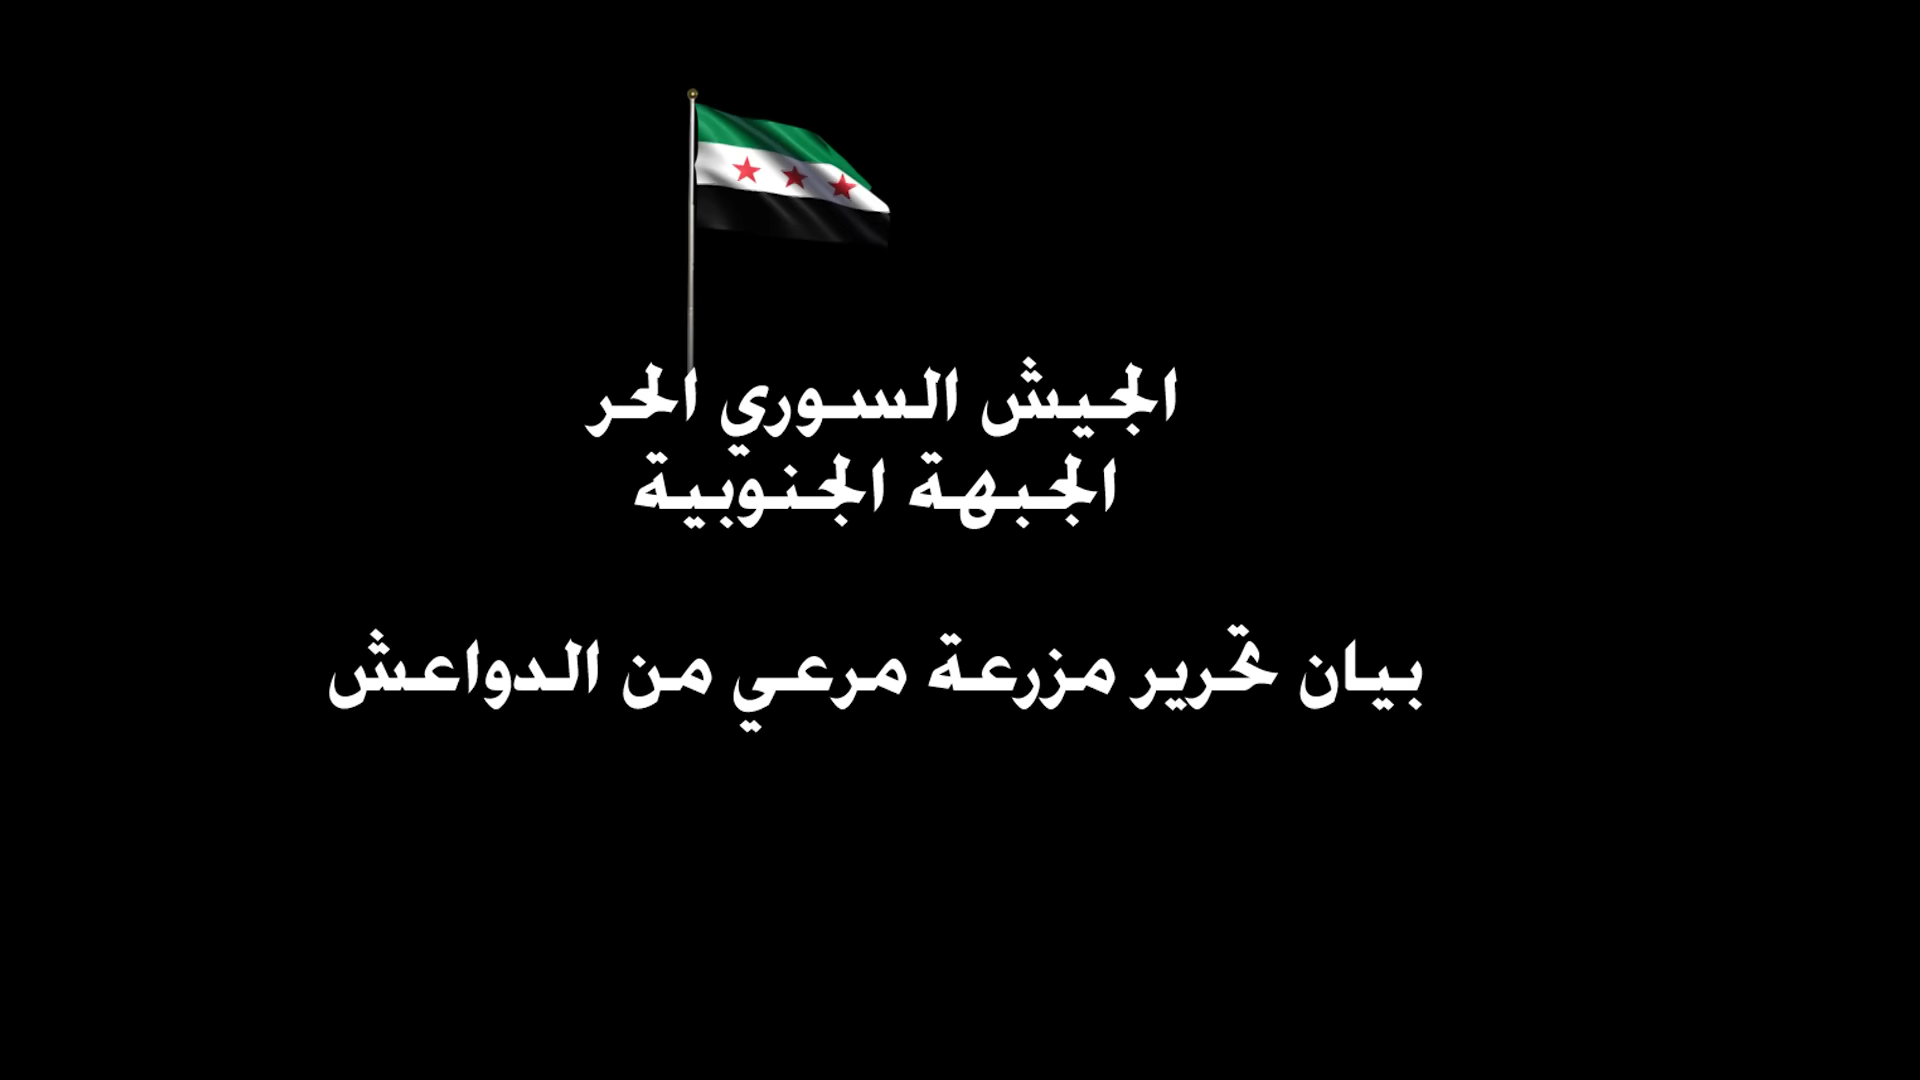 الجيش السوري الحر
الجبهة الجنوبية
بيان تحرير مزرعة مرعي من الدواعش